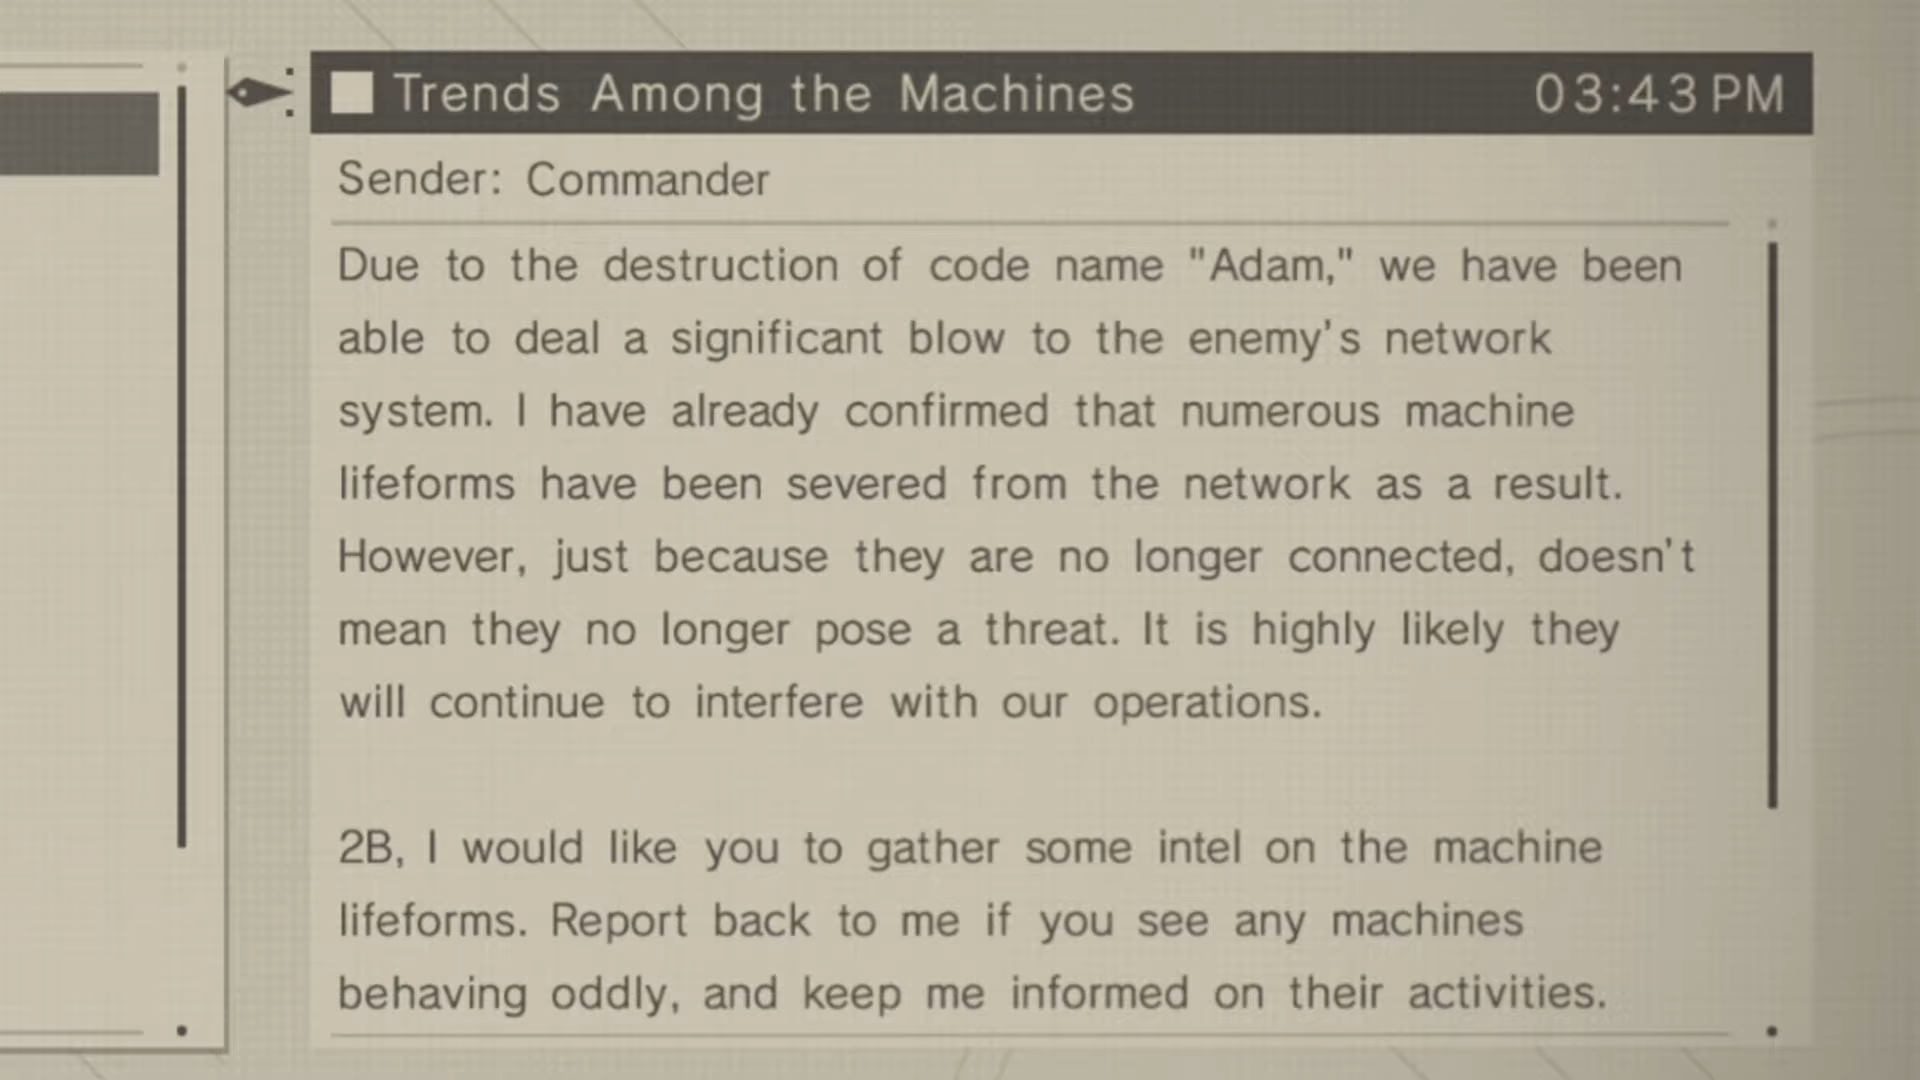 Trends Among the Machines
03:43 PM
Sender: Commander
Due to the destruction of code name "Adam," we have been
able to deal a significant blow to the enemy's network
system. I have already confirmed that numerous machine
lifeforms have been severed from the network as a result.
However, just because they are no longer connected, doesn't
mean they no longer pose a threat. It is highly likely they
will continue to interfere with our operations.
2B, I would like you to gather some intel on the machine
lifeforms. Report back to me if you see any machines
behaving oddly, and keep me informed on their activities.